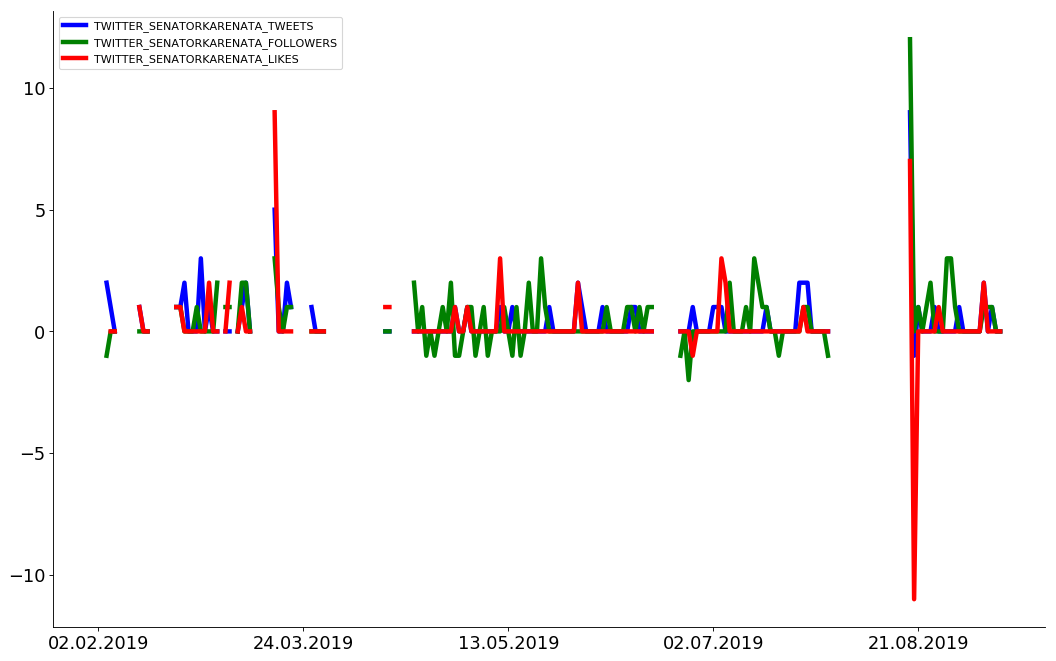 TWITTER_SENATORKARENATA_TWEETS
TWITTER_SENATORKARENATA_FOLLOWERS
TWITTER_SENATORKARENATA_LIKES
10
5
0
−5
−10
02.02.2019 24.03.2019 13.05.2019 02.07.2019 21.08.2019